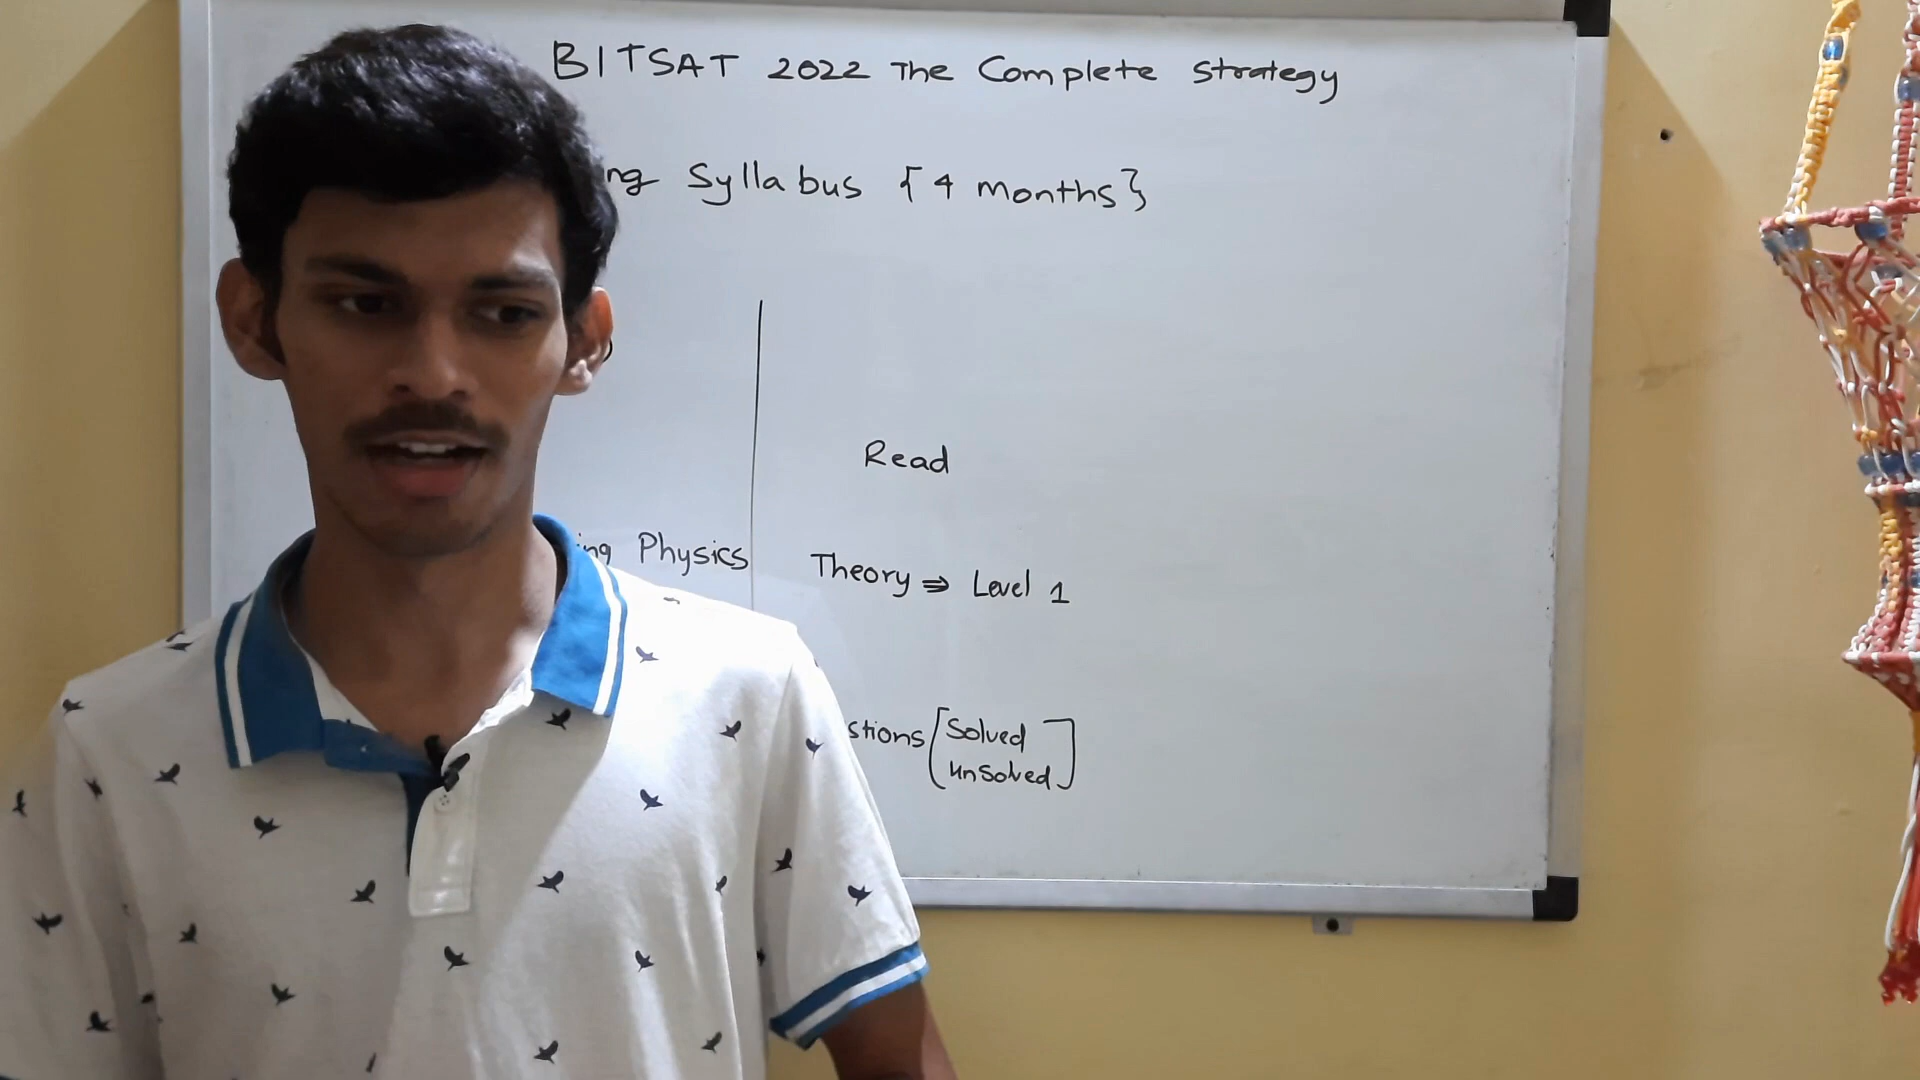 BITSAT 2022 The Complete Strategy
Syllabus {4 months}
Read
Physics
Theory ⇒ Level 1
Solved
UnSolved